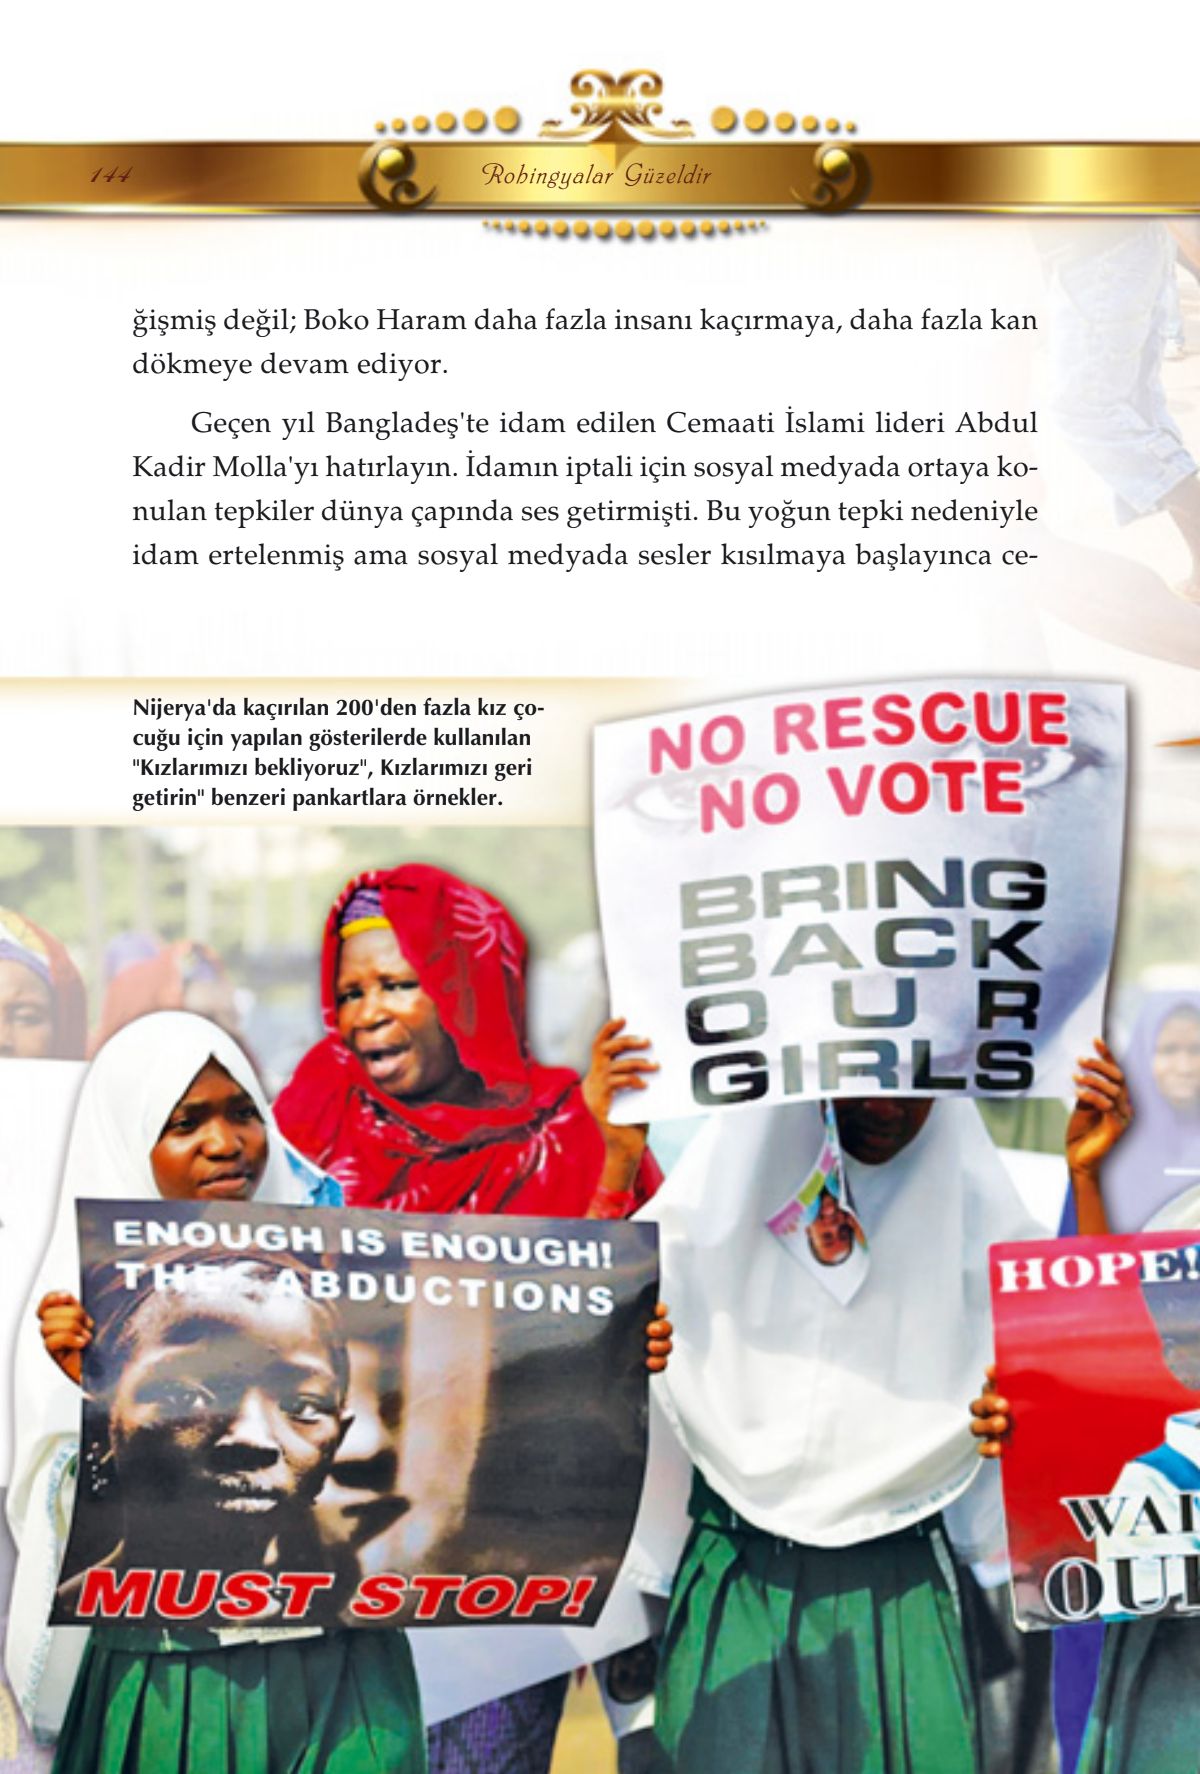 144
Rohingyalar Güzeldir
ğişmiş değil; Boko Haram daha fazla insanı kaçırmaya, daha fazla kan
dökmeye devam ediyor.
Geçen yıl Bangladeş'te idam edilen Cemaati İslami lideri Abdul
Kadir Molla'yı hatırlayın. İdamın iptali için sosyal medyada ortaya ko-
nulan tepkiler dünya çapında ses getirmişti. Bu yoğun tepki nedeniyle
idam ertelenmiş ama sosyal medyada sesler kısılmaya başlayınca ce-
Nijerya'da kaçırılan 200'den fazla kız ço-
cuğu için yapılan gösterilerde kullanılan
"Kızlarımızı bekliyoruz", Kızlarımızı geri
getirin" benzeri pankartlara örnekler.
NO RESCUE
NO VOTE
BRING
BACK
OUR
GIRLS
ENOUGH IS ENOUGH!
THE ABDUCTIONS
MUST STOP!
HOPE!